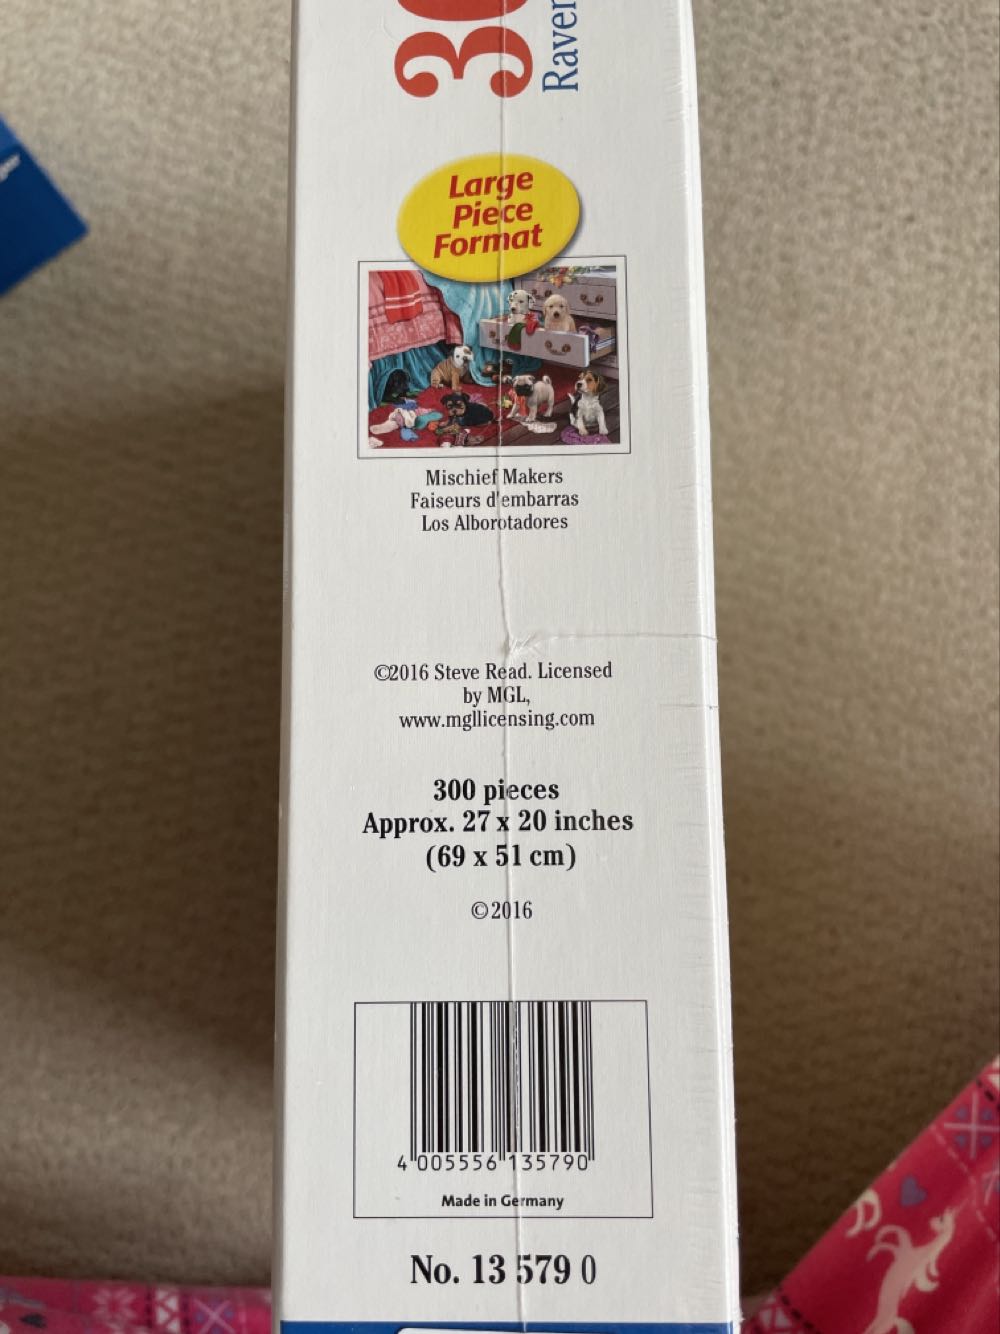 30
Raven
Large
Piece
Format
Mischief Makers
Faiseurs d'embarras
Los Alborotadores
©2016 Steve Read. Licensed
by MGL,
www.mgllicensing.com
300 pieces
Approx. 27 x 20 inches
(69 x 51 cm)
©2016
4 005556 135790
Made in Germany
No. 13 579 0